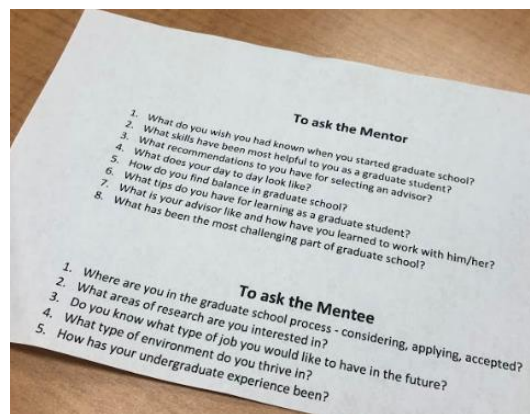 To ask the Mentor
1. What do you wish you had known when you started graduate school?
2. What skills have been most helpful to you as a graduate student?
3. What recommendations to you have for selecting an advisor?
4. What does your day to day look like?
5. How do you find balance in graduate school?
6. What tips do you have for learning as a graduate student?
7. What is your advisor like and how have you learned to work with him/her?
8. What has been the most challenging part of graduate school?
To ask the Mentee
1. Where are you in the graduate school process - considering, applying, accepted?
2. What areas of research are you interested in?
3. Do you know what type of job you would like to have in the future?
4. What type of environment do you thrive in?
5. How has your undergraduate experience been?